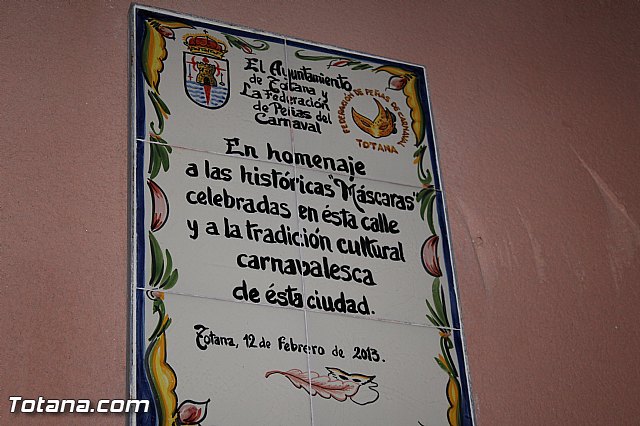 El Ayuntamiento
de Totana y
La Federación
de Peñas del
Carnaval
FEDERACIÓN DE PEÑAS DE CARNAVAL
TOTANA
En homenaje
a las históricas "Máscaras"
celebradas en ésta calle
y a la tradición cultural
carnavalesca
de ésta ciudad.
Totana, 12 de Febrero de 2013.
Totana.com